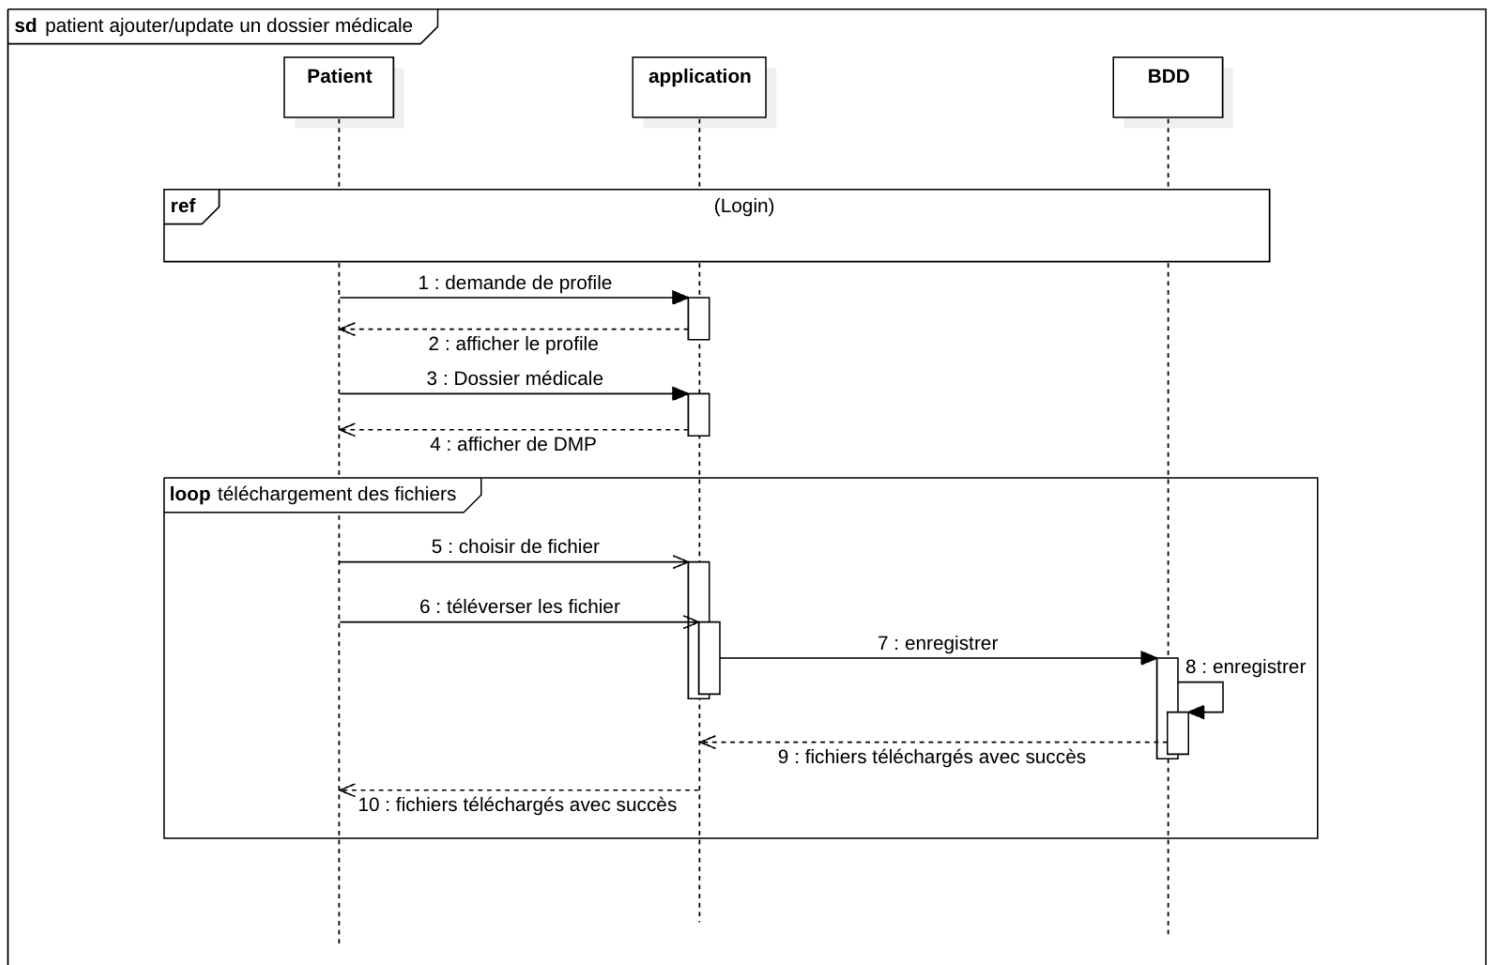 sd patient ajouter/update un dossier médicale
Patient
application
BDD
ref
(Login)
1 : demande de profile
2 : afficher le profile
3 : Dossier médicale
4 : afficher de DMP
loop téléchargement des fichiers
5 : choisir de fichier
6 : téléverser les fichier
7 : enregistrer
8 : enregistrer
9 : fichiers téléchargés avec succès
10 : fichiers téléchargés avec succès